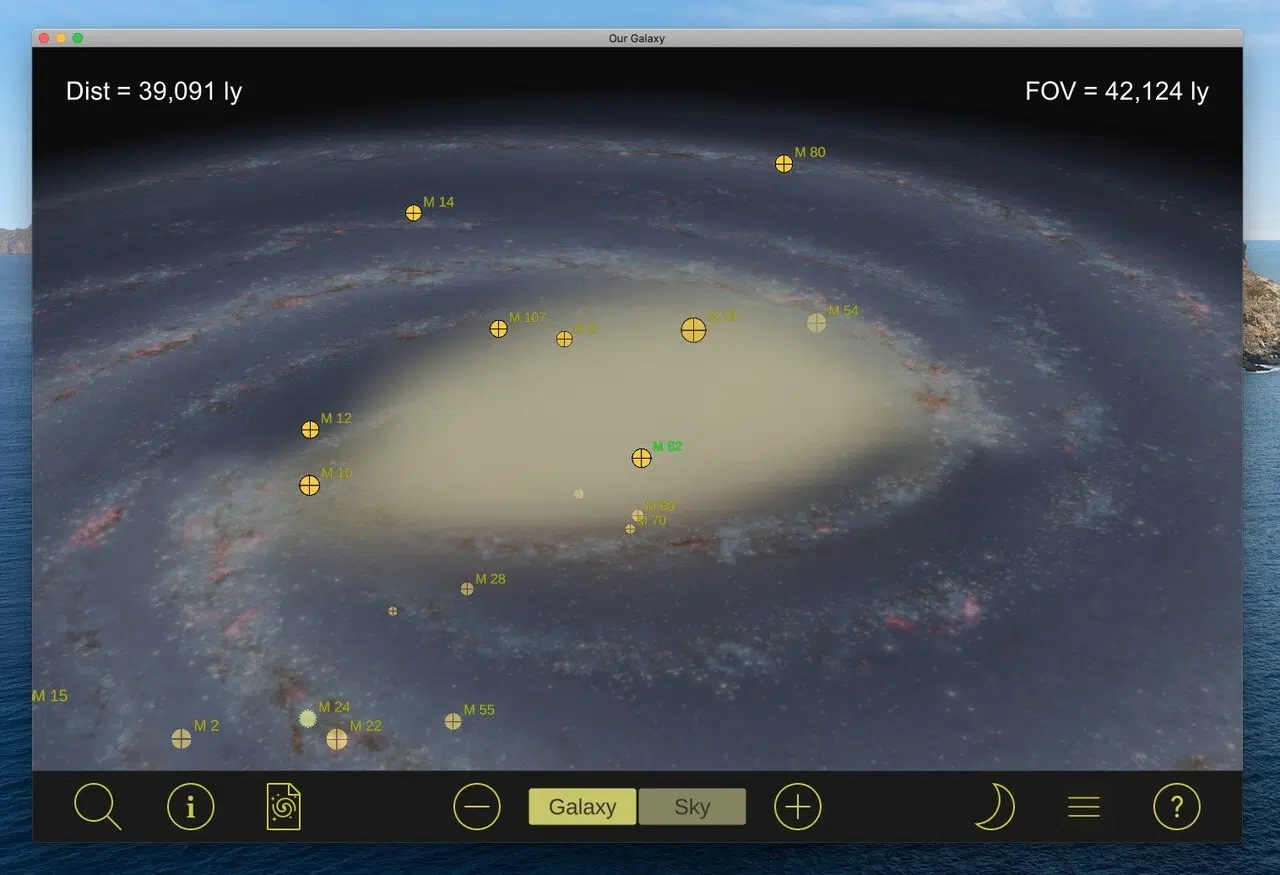 Our Galaxy
Dist = 39,091 ly
FOV = 42,124 ly
M 80
M 14
M 54
M 107
M 9
M 19
M 12
M 62
M 10
M 69
M 70
M 28
M 15
M 24
M 55
M 2
M 22
i
Galaxy
Sky
?